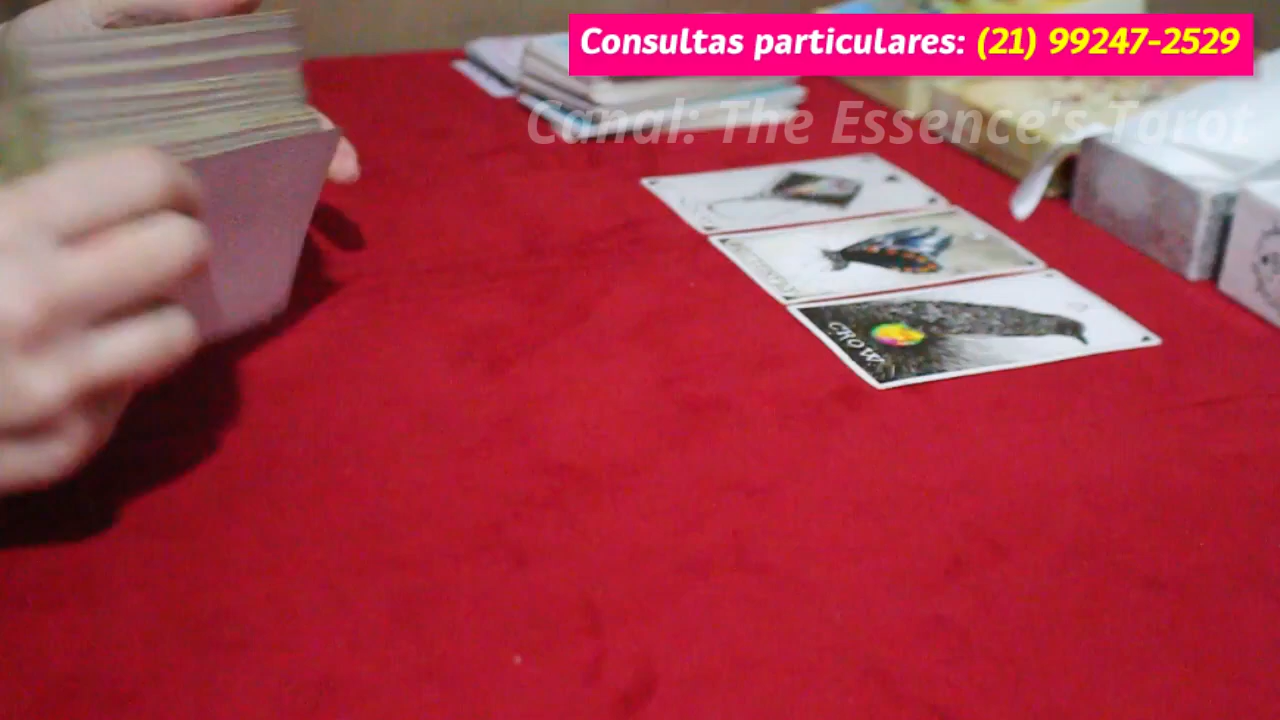 Consultas particulares: (21) 99247-2529
Canal: The Essence's Tarot
CROW